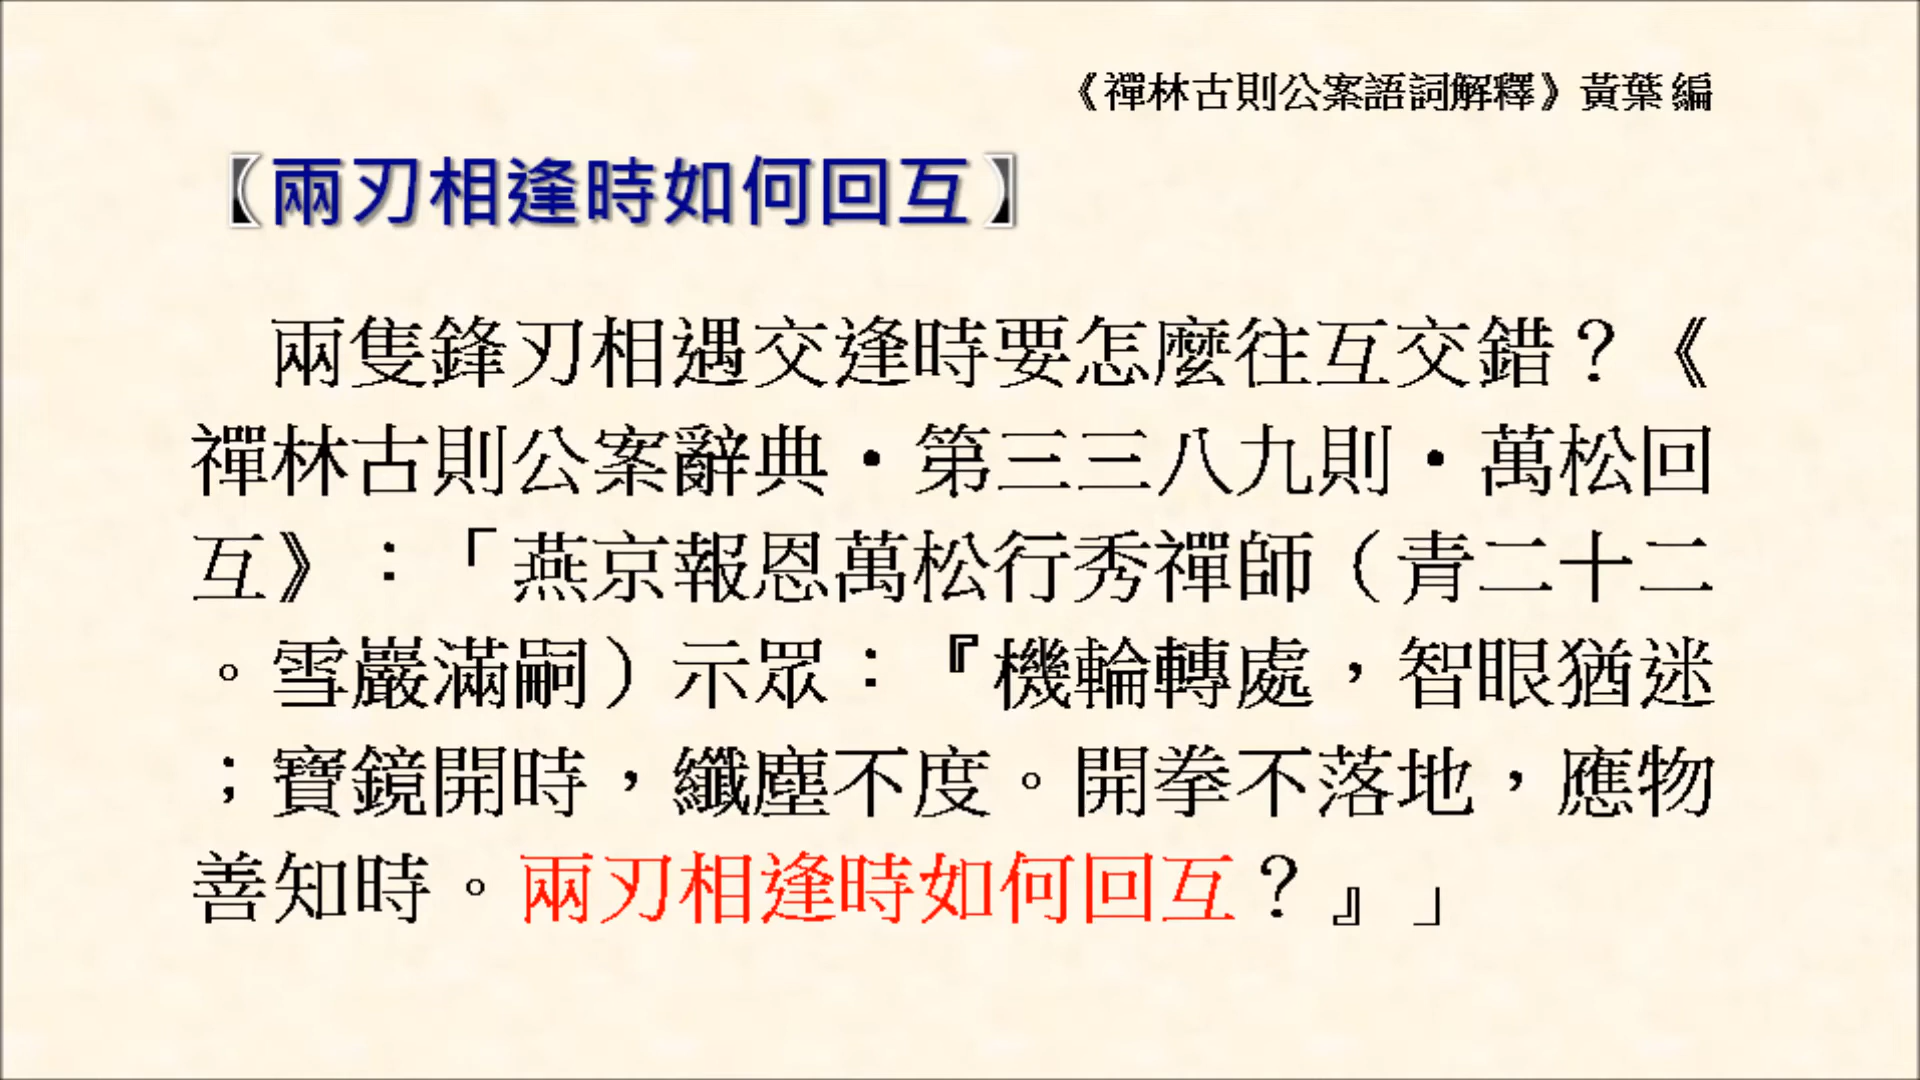 《禪林古則公案語詞解釋》黃葉 編
〖兩刃相逢時如何回互〗
兩隻鋒刃相遇交逢時要怎麼往互交錯？《
禪林古則公案辭典・第三三八九則・萬松回
互》：「燕京報恩萬松行秀禪師（青二十二
。雪巖滿嗣）示眾：『機輪轉處，智眼猶迷
；寶鏡開時，纖塵不度。開拳不落地，應物
善知時。兩刃相逢時如何回互？』」